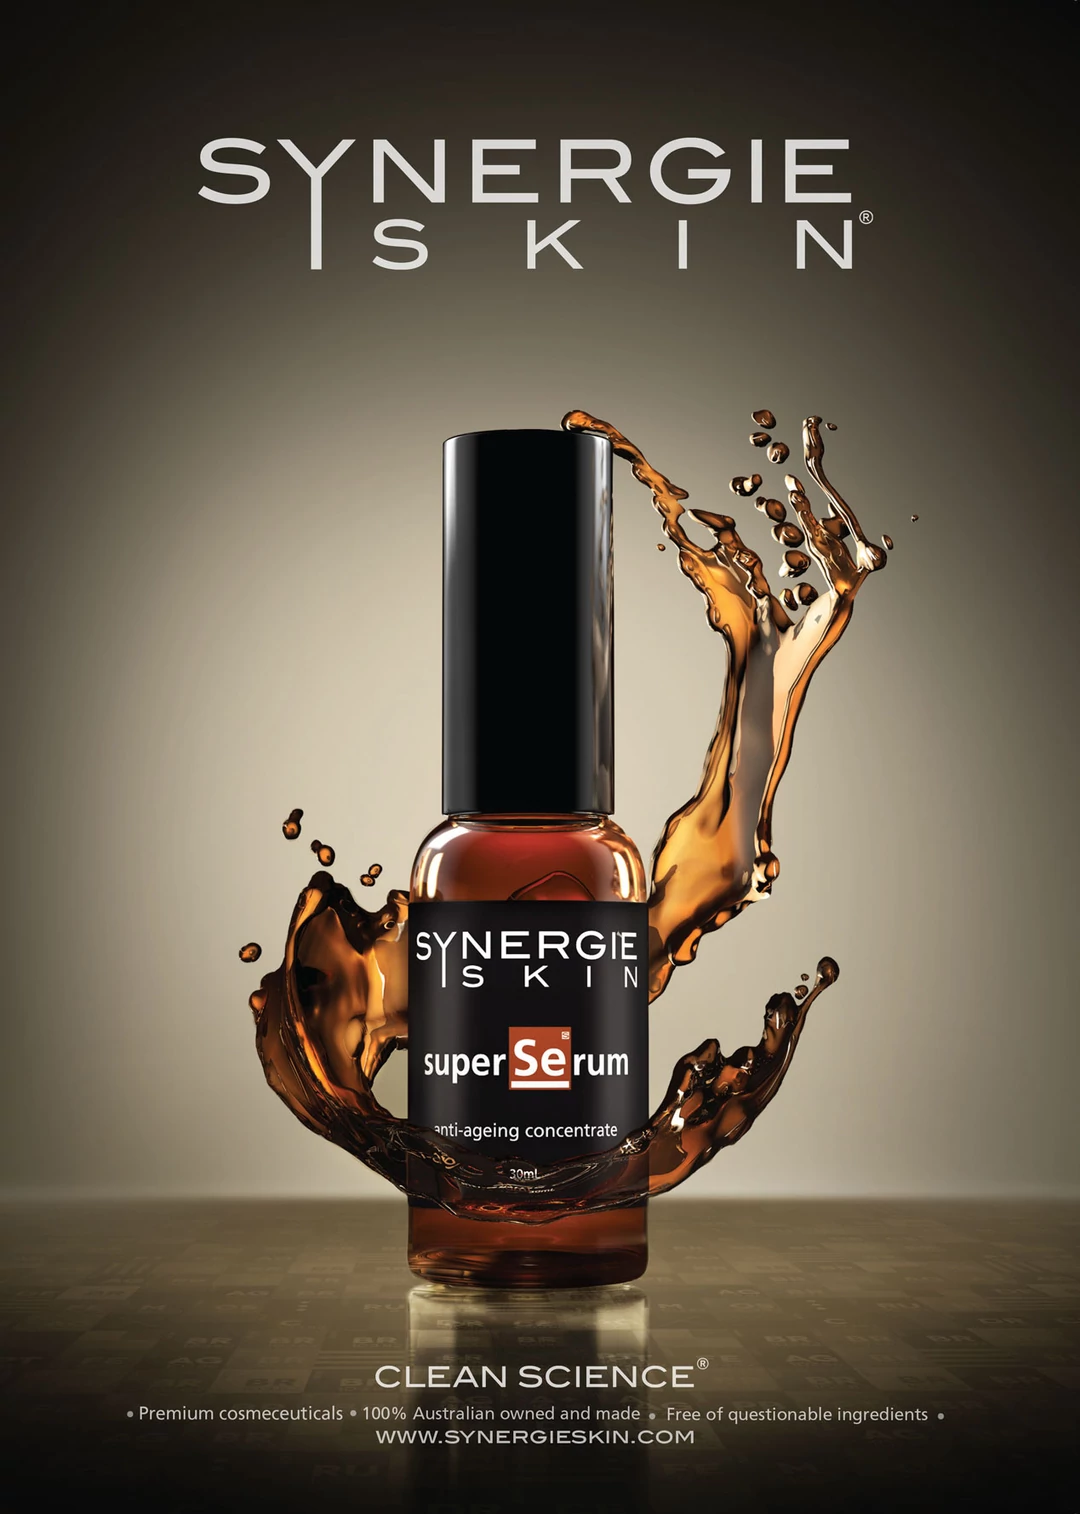 SYNERGIE
SKIN®
SYNERGIE
SKIN
superSerum
anti-ageing concentrate
30mL
CLEAN SCIENCE®
• Premium cosmeceuticals • 100% Australian owned and made • Free of questionable ingredients •
WWW.SYNERGIESKIN.COM